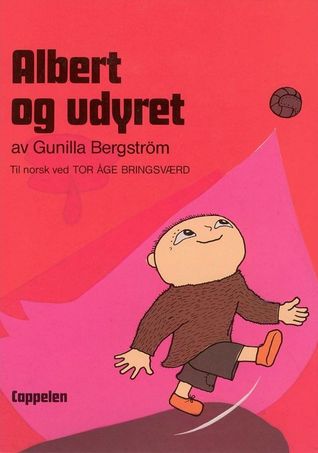 Albert
og udyret
av Gunilla Bergström
Til norsk ved TOR ÅGE BRINGSVÆRD
Cappelen